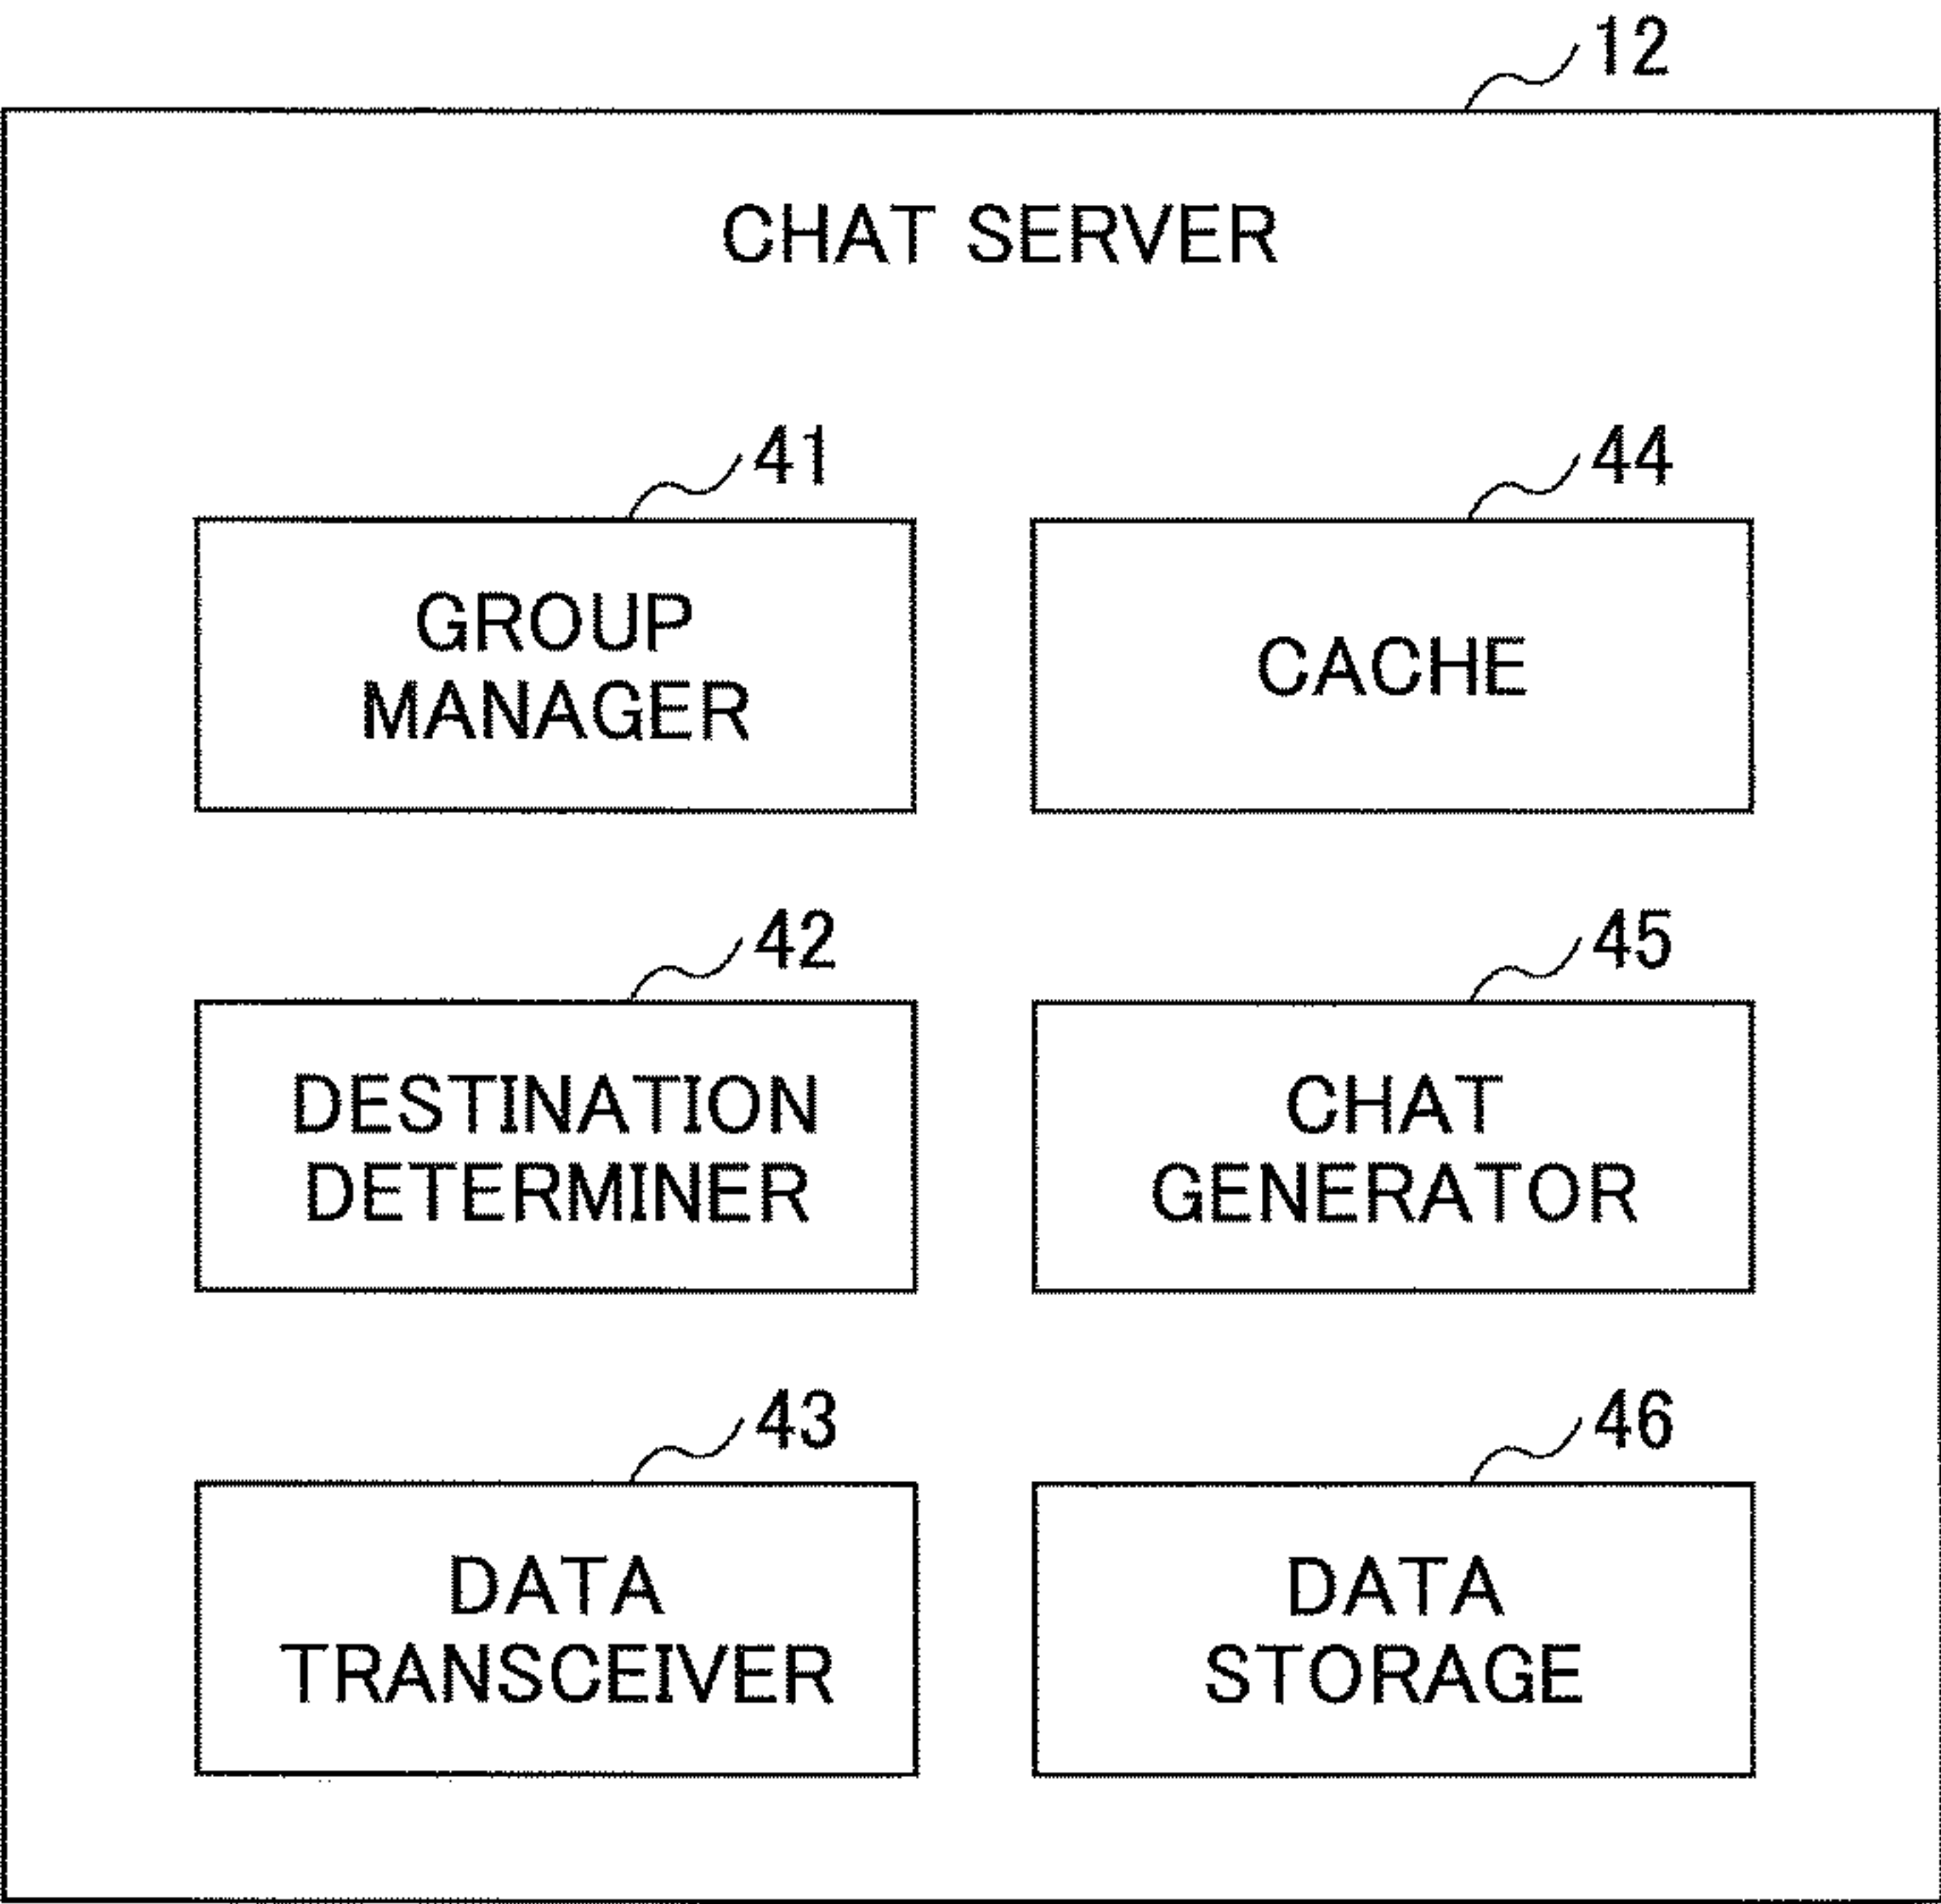 12
CHAT SERVER
41
GROUP
MANAGER
44
CACHE
42
DESTINATION
DETERMINER
45
CHAT
GENERATOR
43
DATA
TRANSCEIVER
46
DATA
STORAGE